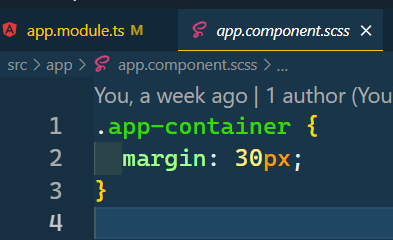 app.module.ts M app.component.scss ×
src > app > app.component.scss > ...
You, a week ago | 1 author (You
1 .app-container {
2 margin: 30px;
3 }
4